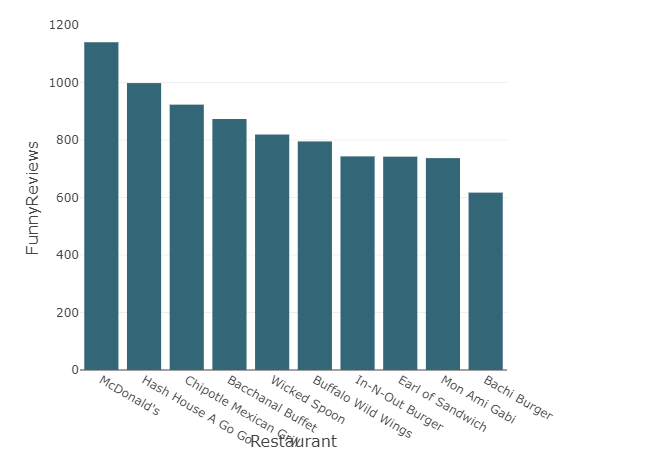 1200
1000
800
600
400
200
0
FunnyReviews
McDonald's
Hash House A Go Go
Chipotle Mexican Grill
Bacchanal Buffet
Wicked Spoon
Buffalo Wild Wings
In-N-Out Burger
Earl of Sandwich
Mon Ami Gabi
Bachi Burger
Restaurant